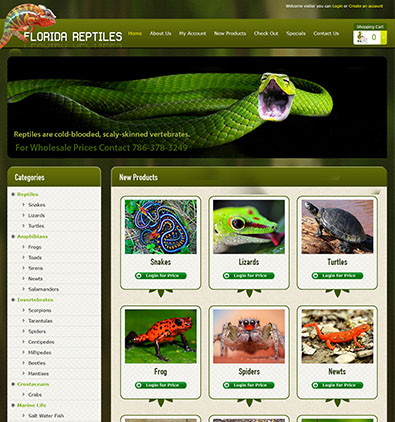 Welcome visitor you can Login or Create an account
FLORIDA REPTILES
Home About Us My Account New Products Check Out Specials Contact Us
Shopping Cart
0
Reptiles are cold-blooded, scaly-skinned vertebrates.
For Wholesale Prices Contact 786-378-3249
Categories
Reptiles
Snakes
Lizards
Turtles
Amphibians
Frogs
Toads
Sirens
Newts
Salamanders
Invertebrates
Scorpions
Tarantulas
Spiders
Centipedes
Millipedes
Beetles
Mantises
Crustaceans
Crabs
Marine Life
Salt Water Fish
New Products
Snakes Lizards Turtles
Login for Price Login for Price Login for Price
Frog Spiders Newts
Login for Price Login for Price Login for Price